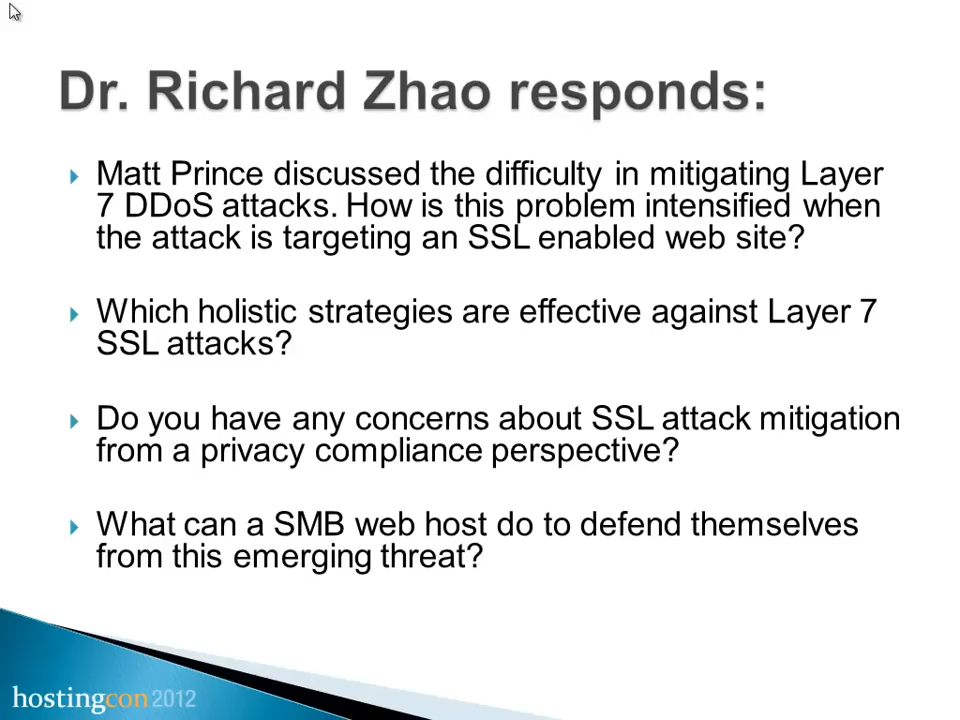 Dr. Richard Zhao responds:
Matt Prince discussed the difficulty in mitigating Layer
7 DDoS attacks. How is this problem intensified when
the attack is targeting an SSL enabled web site?
Which holistic strategies are effective against Layer 7
SSL attacks?
Do you have any concerns about SSL attack mitigation
from a privacy compliance perspective?
What can a SMB web host do to defend themselves
from this emerging threat?
hostingcon 2012